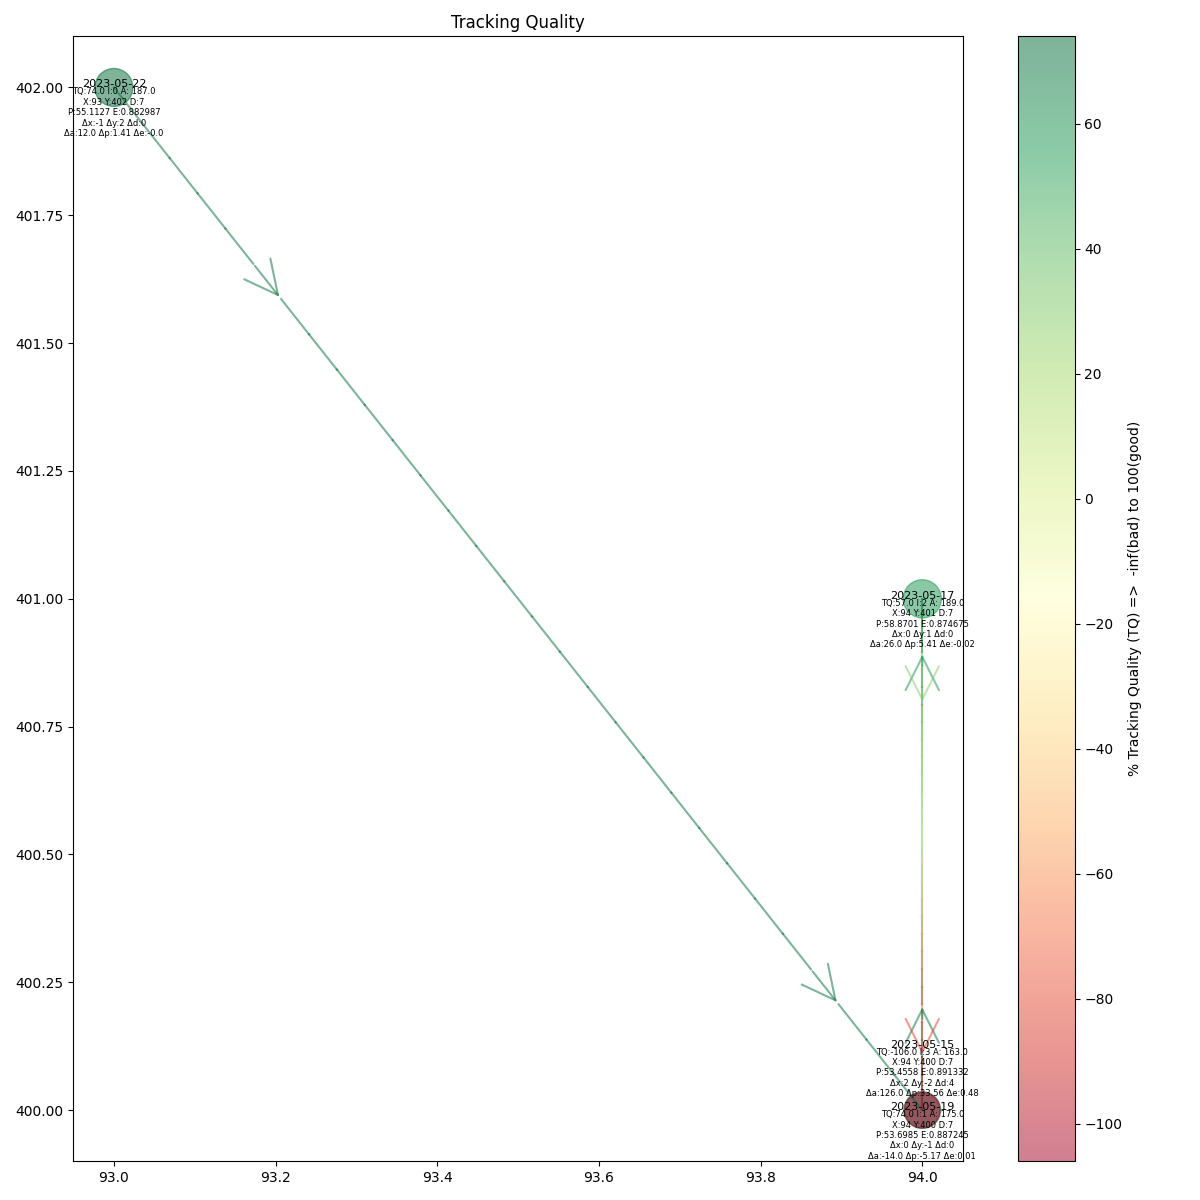 Tracking Quality
402.00
401.75
401.50
401.25
401.00
400.75
400.50
400.25
400.00
93.0
93.2
93.4
93.6
93.8
94.0
2023-05-22
TQ:74.0 I:0 A: 187.0
X:93 Y:402 D:7
P:55.1127 E:0.882987
Δx:-1 Δy:2 Δd:0
Δa:12.0 Δp:1.41 Δe:-0.0
2023-05-17
TQ:57.0 I:2 A: 189.0
X:94 Y:401 D:7
P:58.8701 E:0.874675
Δx:0 Δy:1 Δd:0
Δa:26.0 Δp:5.41 Δe:-0.02
2023-05-15
TQ:-106.0 I:3 A: 163.0
X:94 Y:400 D:7
P:53.4558 E:0.891332
Δx:2 Δy:-2 Δd:4
Δa:126.0 Δp:33.56 Δe:0.48
2023-05-19
TQ:74.0 I:1 A: 175.0
X:94 Y:400 D:7
P:53.6985 E:0.887245
Δx:0 Δy:-1 Δd:0
Δa:-14.0 Δp:-5.17 Δe:0.01
60
40
20
0
−20
−40
−60
−80
−100
% Tracking Quality (TQ) => -inf(bad) to 100(good)